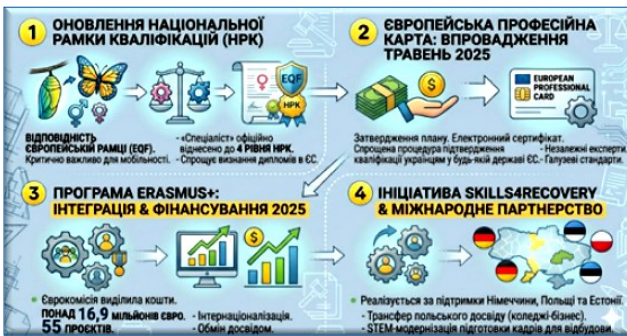 1
ОНОВЛЕННЯ НАЦІОНАЛЬНОЇ
РАМКИ КВАЛІФІКАЦІЙ (НРК)
EQF
НРК
ВІДПОВІДНІСТЬ
ЄВРОПЕЙСЬКІЙ РАМЦІ (EQF).
Критично важливо для мобільності.
- «Спеціаліст» офіційно
віднесено до 4 РІВНЯ НРК.
- Спрощує визнання дипломів в ЄС.
2
ЄВРОПЕЙСЬКА ПРОФЕСІЙНА
КАРТА: ВПРОВАДЖЕННЯ
ТРАВЕНЬ 2025
EUROPEAN
PROFESSIONAL
CARD
Затвердження плану. Електронний сертифікат.
Спрощена процедура підтвердження
кваліфікації українцям у будь-якій державі ЄС.
- Незалежні експерти.
- Галузеві стандарти.
3
ПРОГРАМА ERASMUS+:
ІНТЕГРАЦІЯ & ФІНАНСУВАННЯ 2025
• Єврокомісія виділила кошти.
ПОНАД 16,9 МІЛЬЙОНІВ ЄВРО.
55 ПРОЄКТІВ.
- Інтернаціоналізація.
- Обмін досвідом.
4
ІНІЦІАТИВА SKILLS4RECOVERY
& МІЖНАРОДНЕ ПАРТНЕРСТВО
• Реалізується за підтримки Німеччини, Польщі та Естонії.
- Трансфер польського досвіду (коледжі-бізнес).
- STEM-модернізація підготовки кадрів для відбудови.